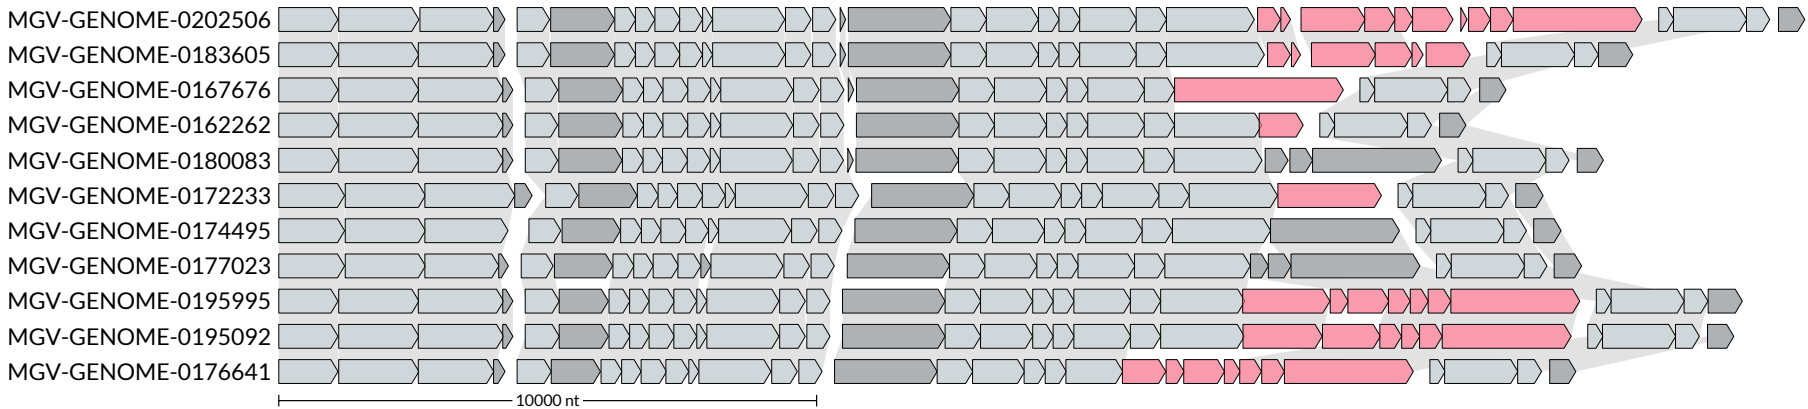 MGV-GENOME-0202506
MGV-GENOME-0183605
MGV-GENOME-0167676
MGV-GENOME-0162262
MGV-GENOME-0180083
MGV-GENOME-0172233
MGV-GENOME-0174495
MGV-GENOME-0177023
MGV-GENOME-0195995
MGV-GENOME-0195092
MGV-GENOME-0176641
10000 nt